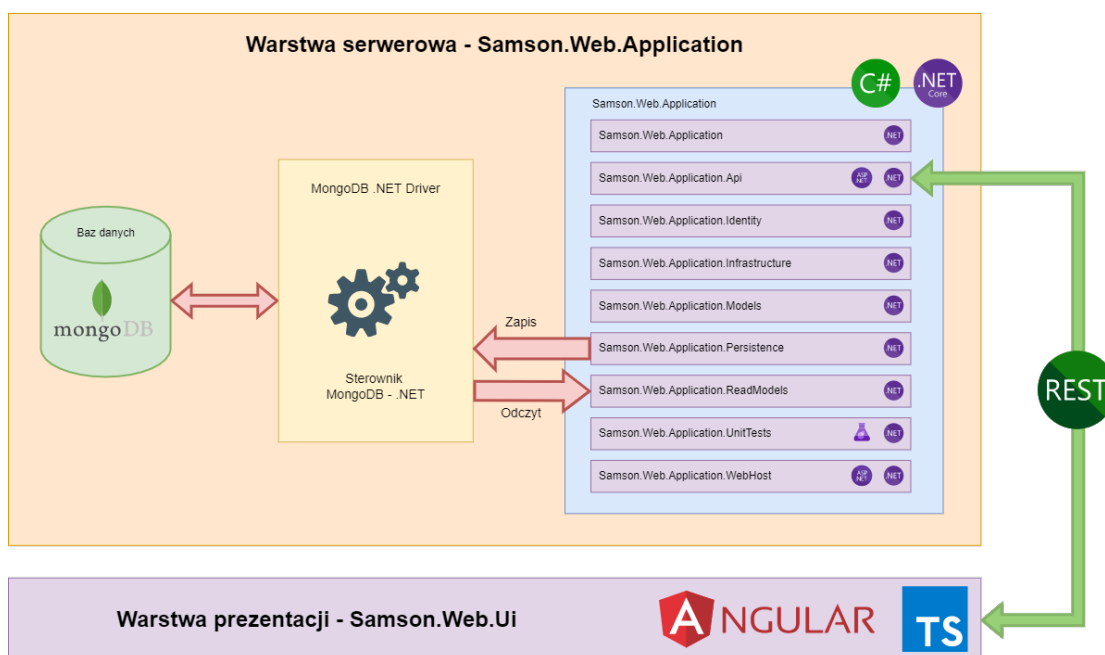 Warstwa serwerowa - Samson.Web.Application
C#
.NET
Core
Samson.Web.Application
Samson.Web.Application
.NET
Samson.Web.Application.Api
ASP
.NET
.NET
Samson.Web.Application.Identity
.NET
Samson.Web.Application.Infrastructure
.NET
Samson.Web.Application.Models
.NET
Samson.Web.Application.Persistence
.NET
Samson.Web.Application.ReadModels
.NET
Samson.Web.Application.UnitTests
.NET
Samson.Web.Application.WebHost
ASP
.NET
.NET
MongoDB .NET Driver
Sterownik
MongoDB - .NET
Baz danych
mongoDB
Zapis
Odczyt
REST
Warstwa prezentacji - Samson.Web.Ui
ANGULAR
TS